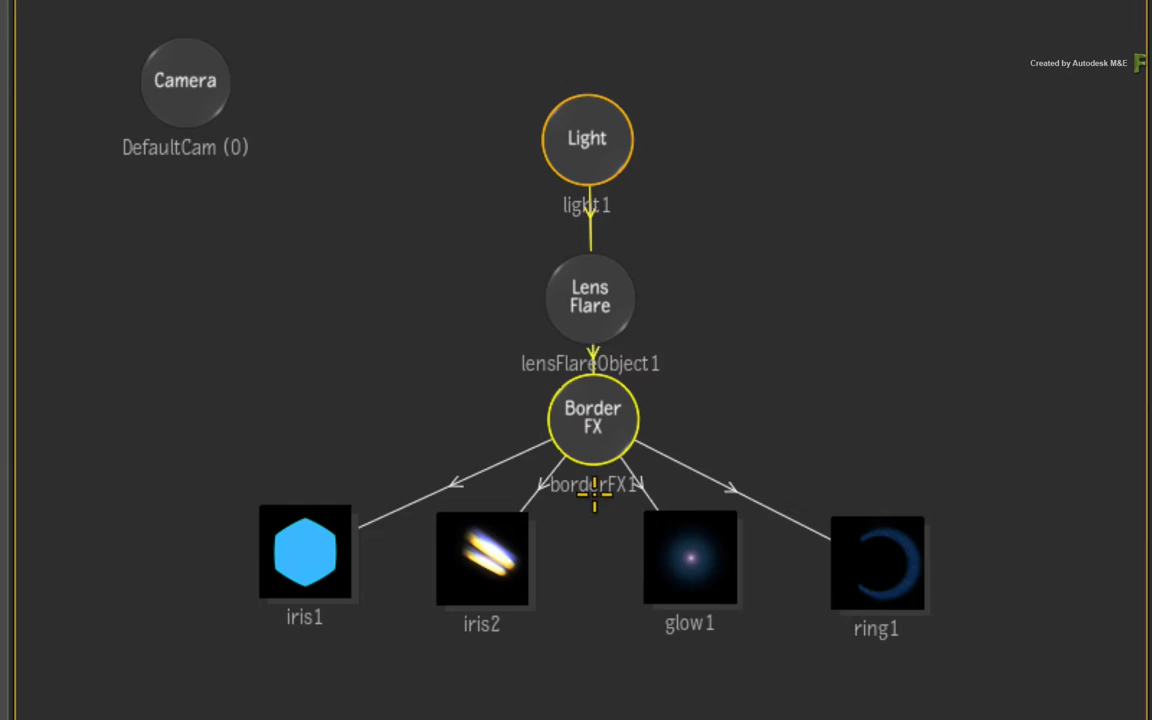 Created by Autodesk M&E
Camera
DefaultCam (0)
Light
light1
Lens
Flare
lensFlareObject1
Border
FX
borderFX1
iris1
iris2
glow1
ring1